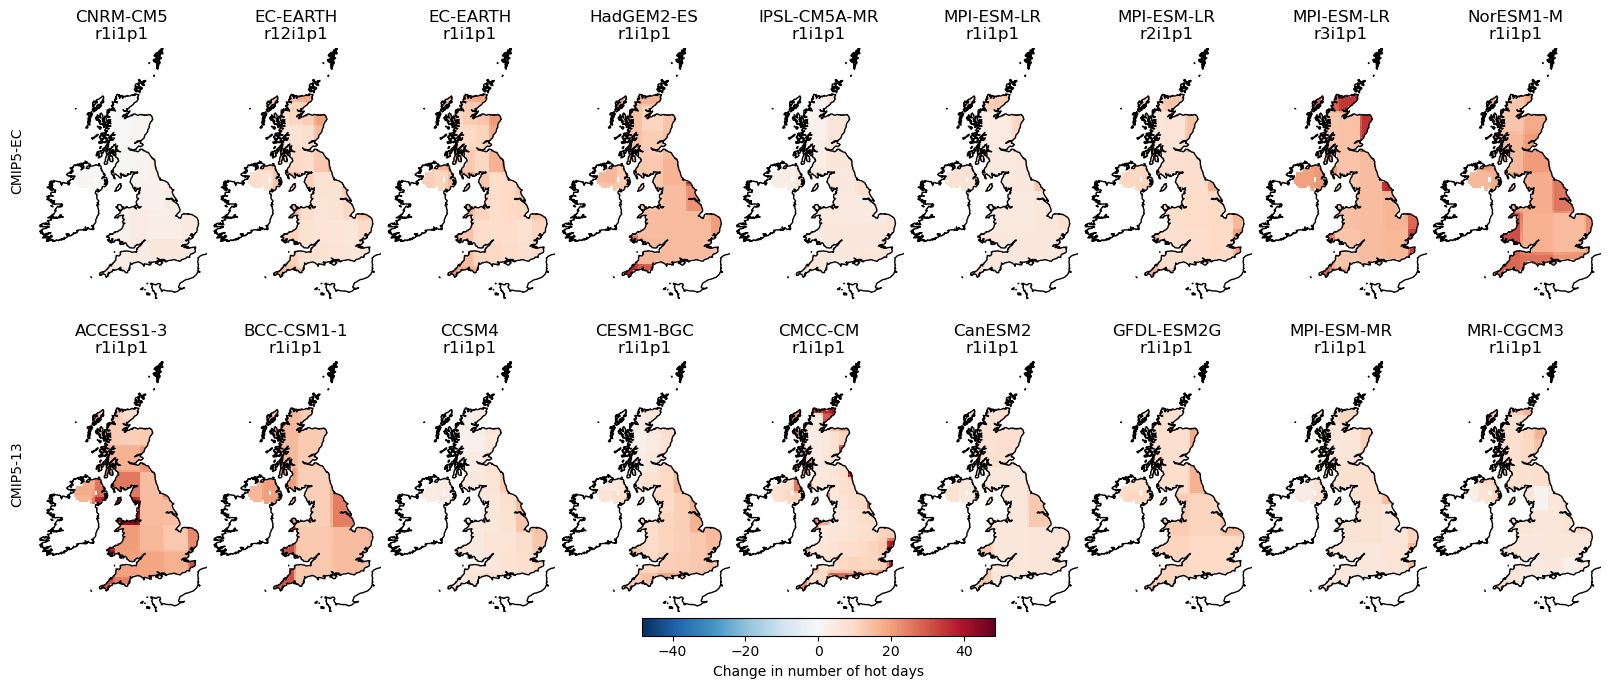 CNRM-CM5
r1i1p1
EC-EARTH
r12i1p1
EC-EARTH
r1i1p1
HadGEM2-ES
r1i1p1
IPSL-CM5A-MR
r1i1p1
MPI-ESM-LR
r1i1p1
MPI-ESM-LR
r2i1p1
MPI-ESM-LR
r3i1p1
NorESM1-M
r1i1p1
CMIP5-EC
ACCESS1-3
r1i1p1
BCC-CSM1-1
r1i1p1
CCSM4
r1i1p1
CESM1-BGC
r1i1p1
CMCC-CM
r1i1p1
CanESM2
r1i1p1
GFDL-ESM2G
r1i1p1
MPI-ESM-MR
r1i1p1
MRI-CGCM3
r1i1p1
CMIP5-13
−40 −20 0 20 40
Change in number of hot days